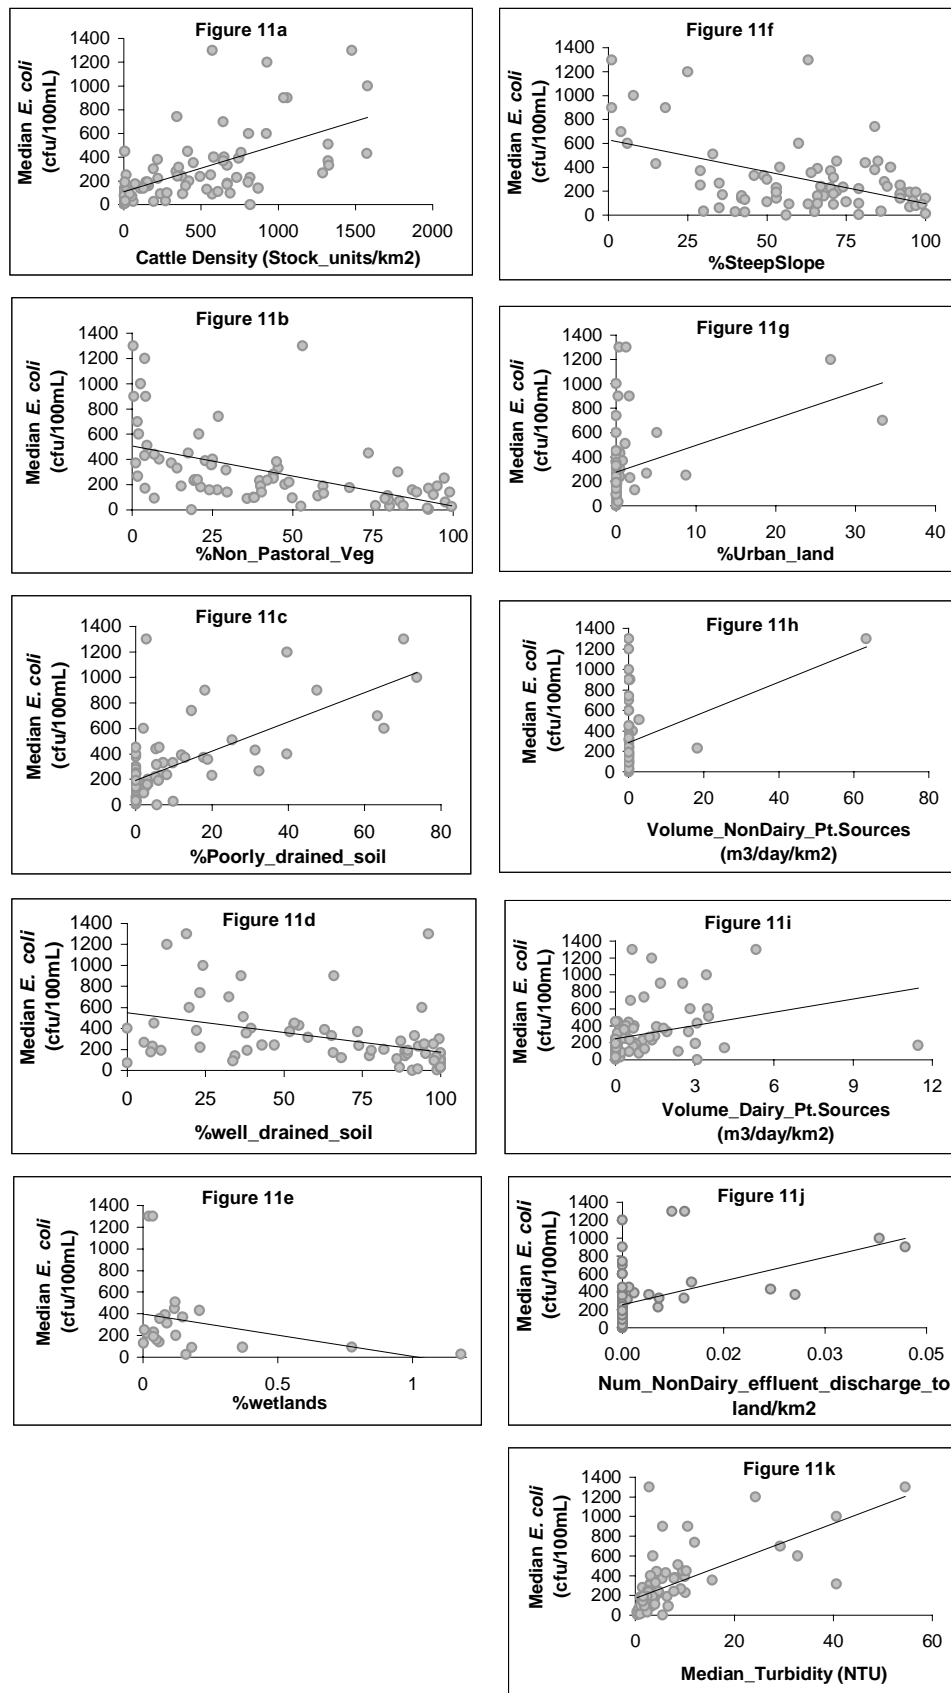 Figure 11a
Median E. coli
(cfu/100mL)
1400
1200
1000
800
600
400
200
0
0 500 1000 1500 2000
Cattle Density (Stock_units/km2)
Figure 11b
Median E. coli
(cfu/100mL)
1400
1200
1000
800
600
400
200
0
0 25 50 75 100
%Non_Pastoral_Veg
Figure 11c
Median E. coli
(cfu/100mL)
1400
1200
1000
800
600
400
200
0
0 20 40 60 80
%Poorly_drained_soil
Figure 11d
Median E. coli
(cfu/100mL)
1400
1200
1000
800
600
400
200
0
0 25 50 75 100
%well_drained_soil
Figure 11e
Median E. coli
(cfu/100mL)
1400
1200
1000
800
600
400
200
0
0 0.5 1
%wetlands
Figure 11f
Median E. coli
(cfu/100mL)
1400
1200
1000
800
600
400
200
0
0 25 50 75 100
%SteepSlope
Figure 11g
Median E. coli
(cfu/100mL)
1400
1200
1000
800
600
400
200
0
0 10 20 30 40
%Urban_land
Figure 11h
Median E. coli
(cfu/100mL)
1400
1200
1000
800
600
400
200
0
0 20 40 60 80
Volume_NonDairy_Pt.Sources
(m3/day/km2)
Figure 11i
Median E. coli
(cfu/100mL)
1400
1200
1000
800
600
400
200
0
0 3 6 9 12
Volume_Dairy_Pt.Sources
(m3/day/km2)
Figure 11j
Median E. coli
(cfu/100mL)
1400
1200
1000
800
600
400
200
0
0.00 0.02 0.03 0.05
Num_NonDairy_effluent_discharge_to
land/km2
Figure 11k
Median E. coli
(cfu/100mL)
1400
1200
1000
800
600
400
200
0
0 20 40 60
Median_Turbidity (NTU)